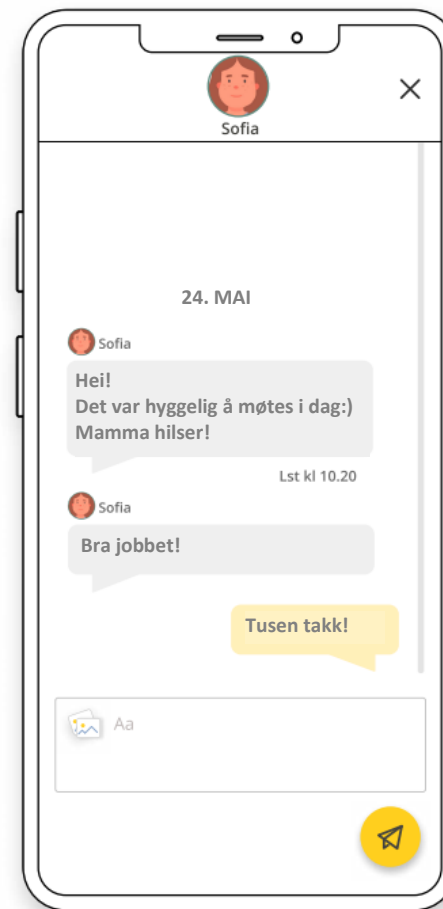 Sofia
24. MAI
Sofia
Hei!
Det var hyggelig å møtes i dag:)
Mamma hilser!
Lst kl 10.20
Sofia
Bra jobbet!
Tusen takk!
Aa